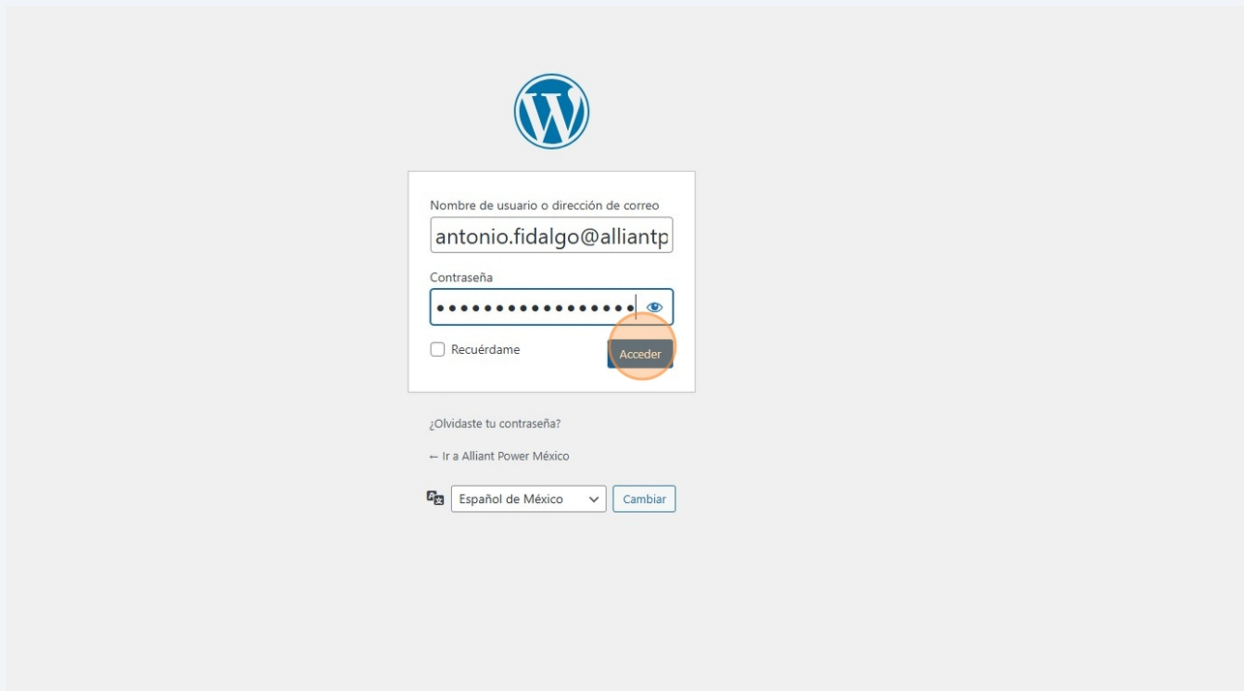 Nombre de usuario o dirección de correo
antonio.fidalgo@alliantp
Contraseña
Recuérdame
Acceder
¿Olvidaste tu contraseña?
← Ir a Alliant Power México
Español de México
Cambiar